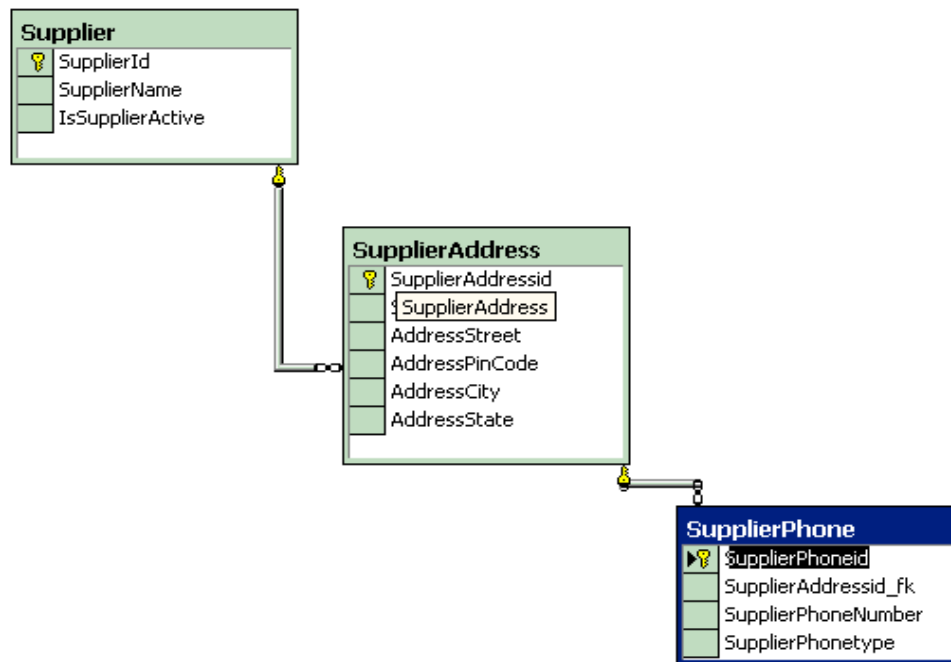 Supplier
SupplierId
SupplierName
IsSupplierActive
SupplierAddress
SupplierAddressid
SupplierAddress
AddressStreet
AddressPinCode
AddressCity
AddressState
SupplierPhone
SupplierPhoneid
SupplierAddressid_fk
SupplierPhoneNumber
SupplierPhonetype